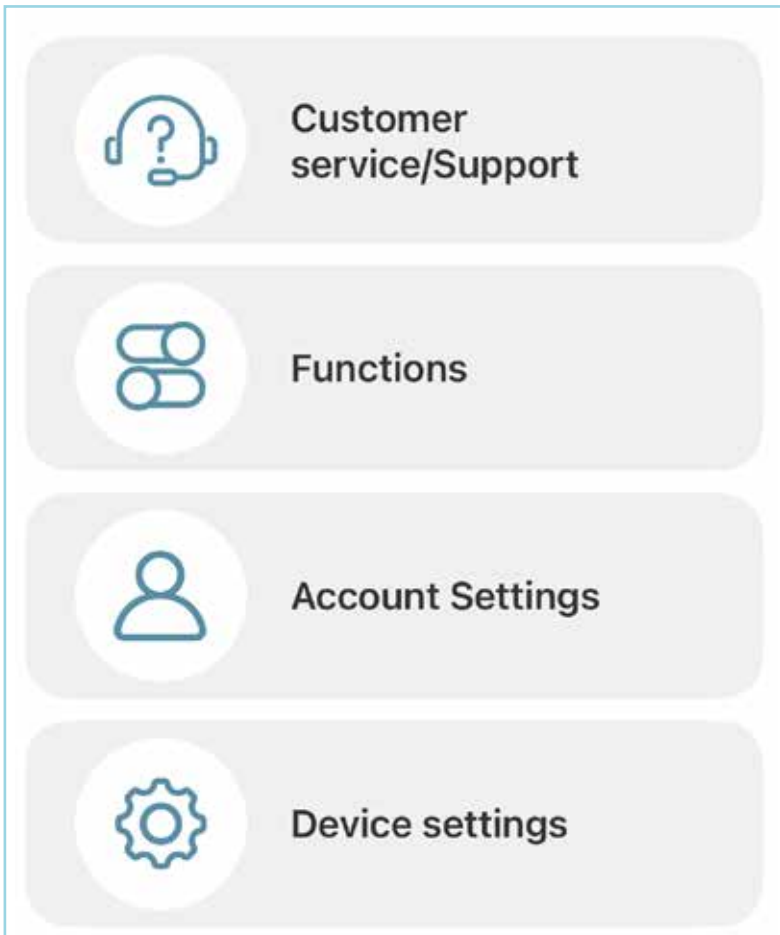 Customer
service/Support
Functions
Account Settings
Device settings